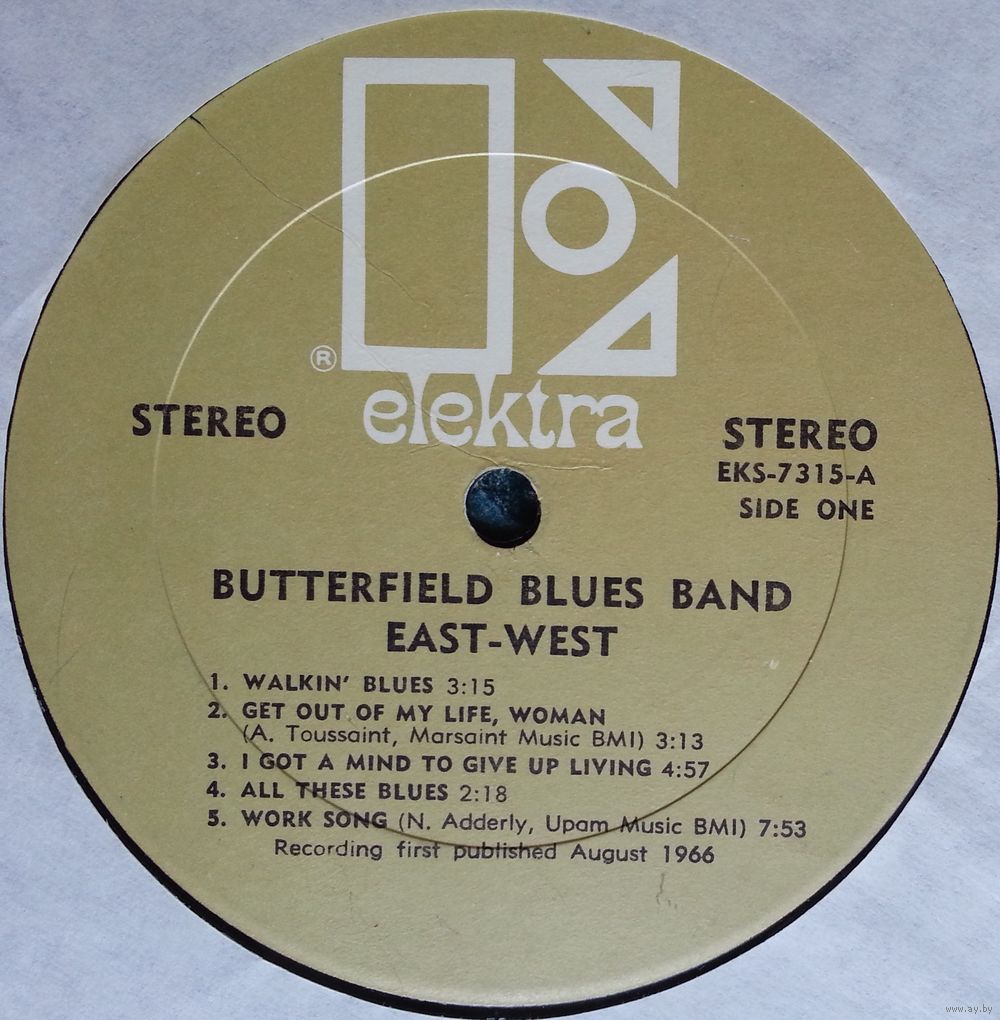 ®
elektra
STEREO
STEREO
EKS-7315-A
SIDE ONE
BUTTERFIELD BLUES BAND
EAST-WEST
1. WALKIN' BLUES 3:15
2. GET OUT OF MY LIFE, WOMAN
(A. Toussaint, Marsaint Music BMI) 3:13
3. I GOT A MIND TO GIVE UP LIVING 4:57
4. ALL THESE BLUES 2:18
5. WORK SONG (N. Adderly, Upam Music BMI) 7:53
Recording first published August 1966
www.ay.by